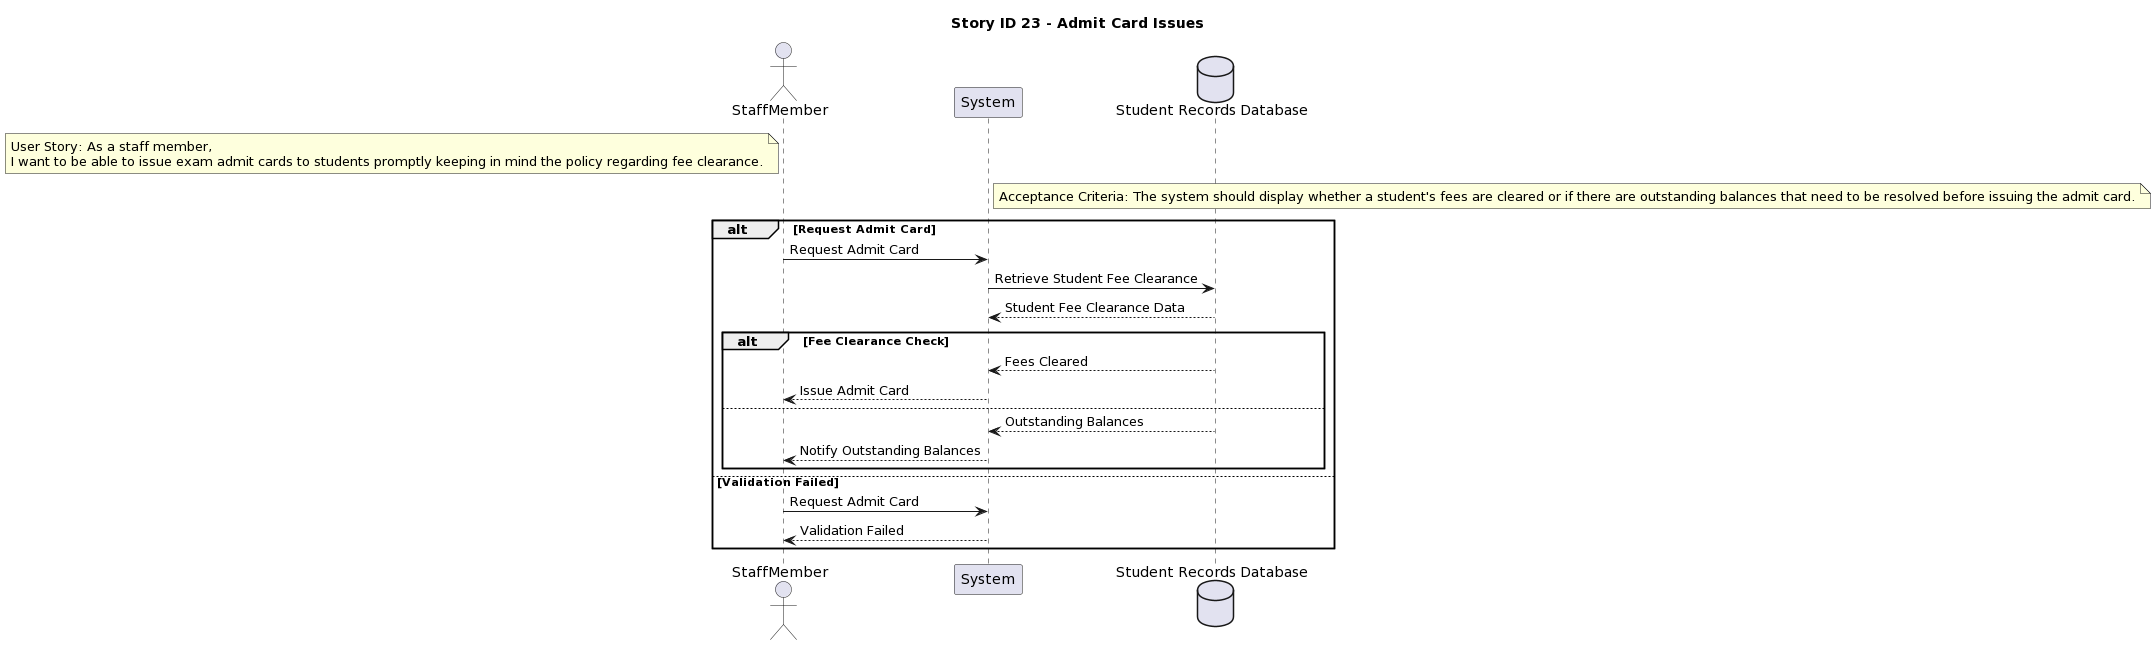 Story ID 23 - Admit Card Issues
StaffMember
System
Student Records Database
User Story: As a staff member,
I want to be able to issue exam admit cards to students promptly keeping in mind the policy regarding fee clearance.
Acceptance Criteria: The system should display whether a student's fees are cleared or if there are outstanding balances that need to be resolved before issuing the admit card.
alt [Request Admit Card]
Request Admit Card
Retrieve Student Fee Clearance
Student Fee Clearance Data
alt [Fee Clearance Check]
Fees Cleared
Issue Admit Card
Outstanding Balances
Notify Outstanding Balances
[Validation Failed]
Request Admit Card
Validation Failed
StaffMember
System
Student Records Database